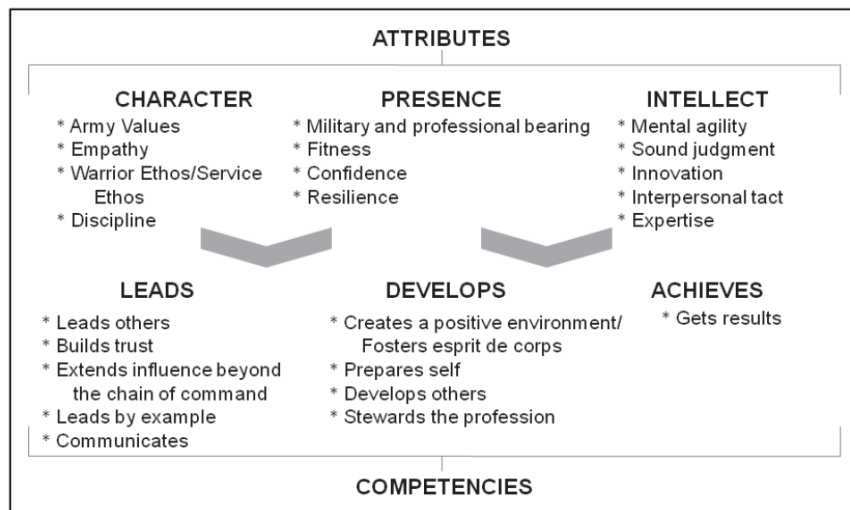 ATTRIBUTES
CHARACTER
* Army Values
* Empathy
* Warrior Ethos/Service
Ethos
* Discipline
PRESENCE
* Military and professional bearing
* Fitness
* Confidence
* Resilience
INTELLECT
* Mental agility
* Sound judgment
* Innovation
* Interpersonal tact
* Expertise
LEADS
* Leads others
* Builds trust
* Extends influence beyond
the chain of command
* Leads by example
* Communicates
DEVELOPS
* Creates a positive environment/
Fosters esprit de corps
* Prepares self
* Develops others
* Stewards the profession
ACHIEVES
* Gets results
COMPETENCIES